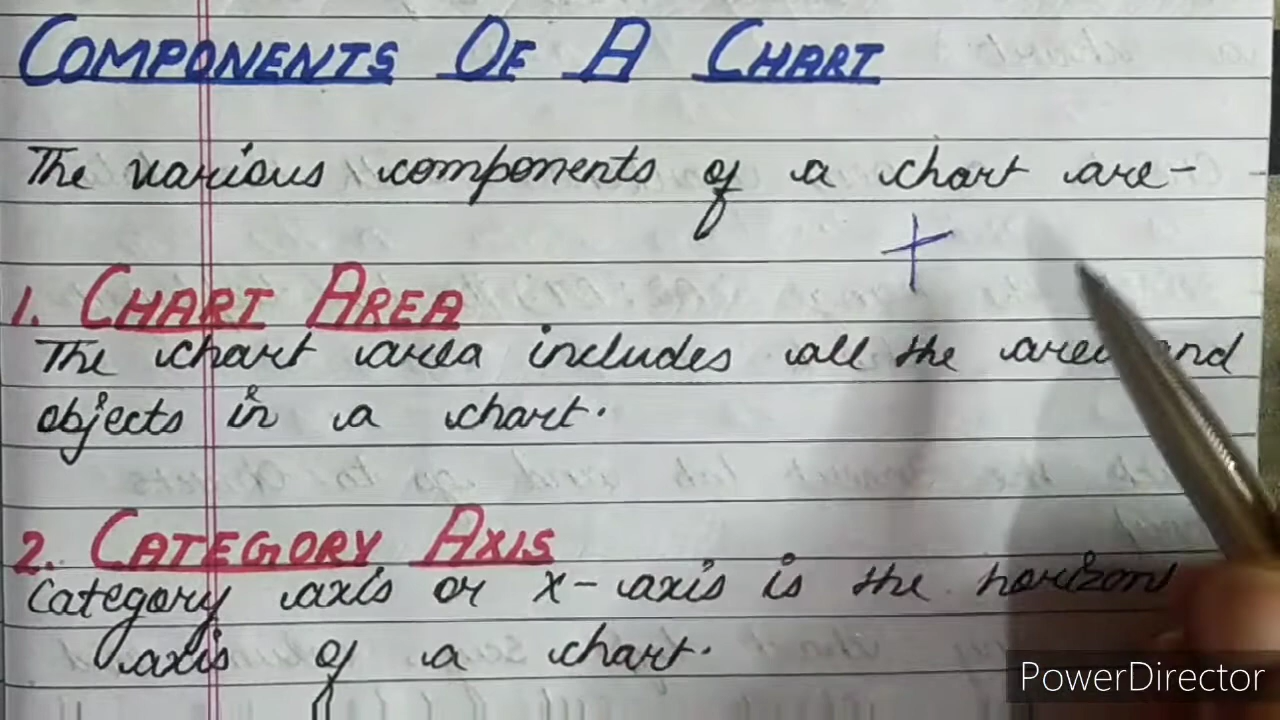 COMPONENTS OF A CHART
The various components of a chart are-
1. CHART AREA
The chart area includes all the area and
objects in a chart.
2. CATEGORY AXIS
Category axis or x-axis is the
axis of a chart.
PowerDirector